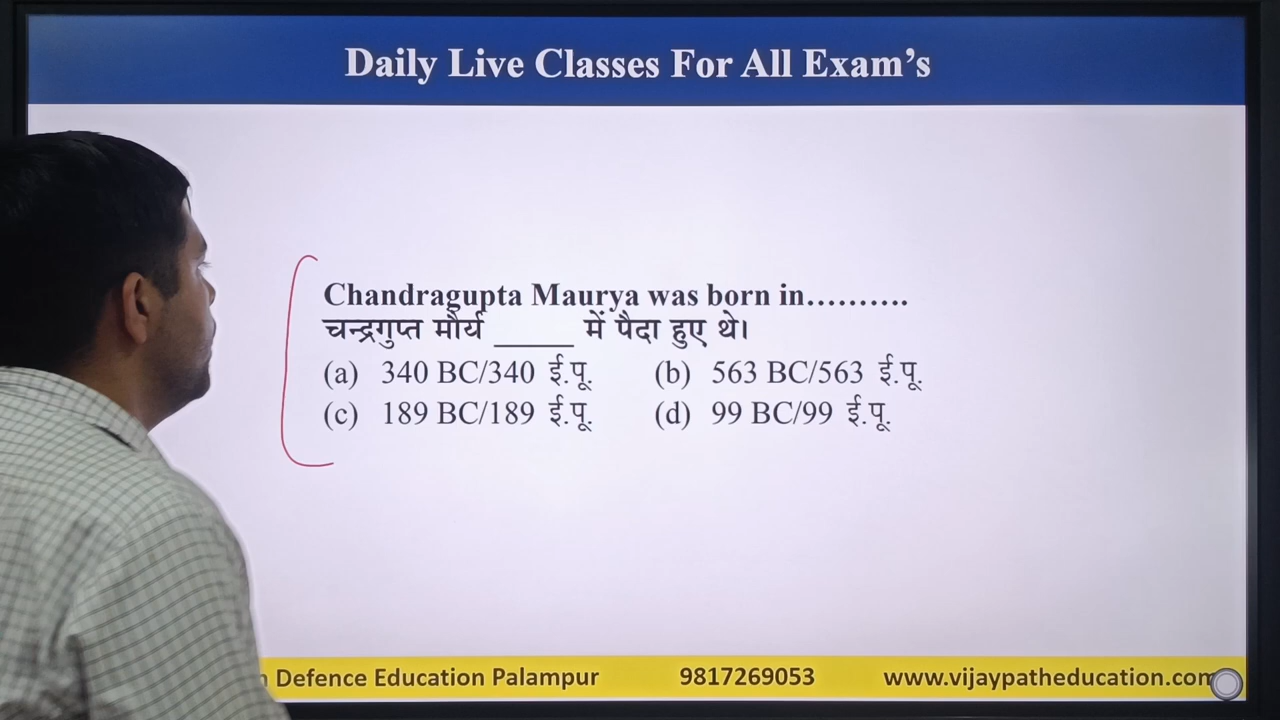 Daily Live Classes For All Exam’s
Chandragupta Maurya was born in……….
चन्द्रगुप्त मौर्य _____ में पैदा हुए थे।
(a) 340 BC/340 ई.पू. (b) 563 BC/563 ई.पू.
(c) 189 BC/189 ई.पू. (d) 99 BC/99 ई.पू.
Defence Education Palampur 9817269053 www.vijaypatheducation.com